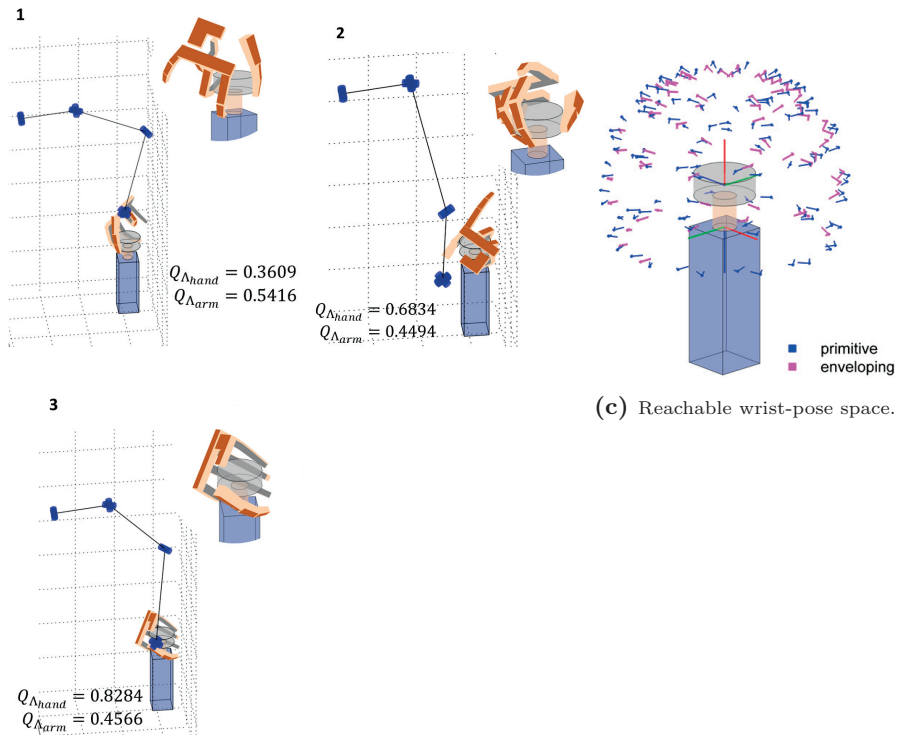 1
Q_{Λ_{hand}} = 0.3609
Q_{Λ_{arm}} = 0.5416
2
Q_{Λ_{hand}} = 0.6834
Q_{Λ_{arm}} = 0.4494
primitive
enveloping
(c) Reachable wrist-pose space.
3
Q_{Λ_{hand}} = 0.8284
Q_{Λ_{arm}} = 0.4566